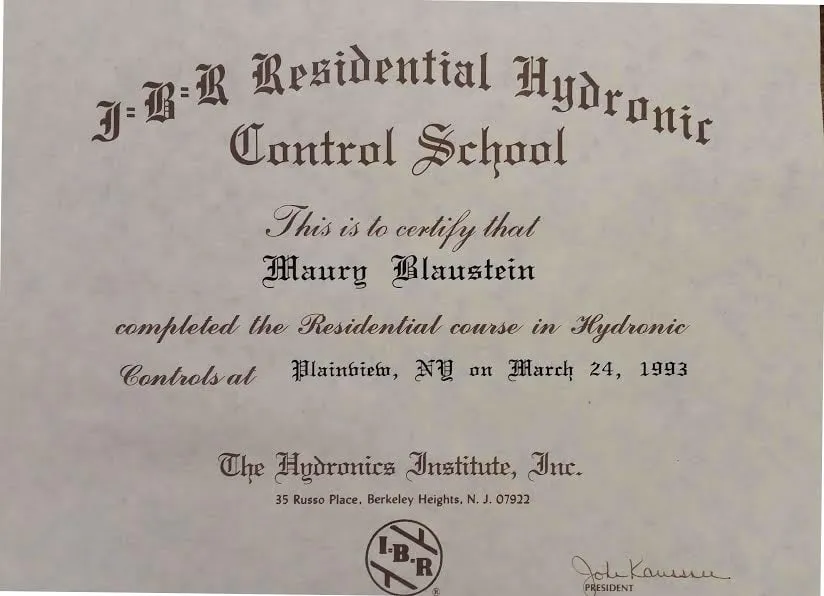 I=B=R Residential Hydronic
Control School
This is to certify that
Maury Blaustein
completed the Residential course in Hydronic
Controls at Plainview, NY on March 24, 1993
The Hydronics Institute, Inc.
35 Russo Place, Berkeley Heights, N. J. 07922
I=B=R
®
PRESIDENT